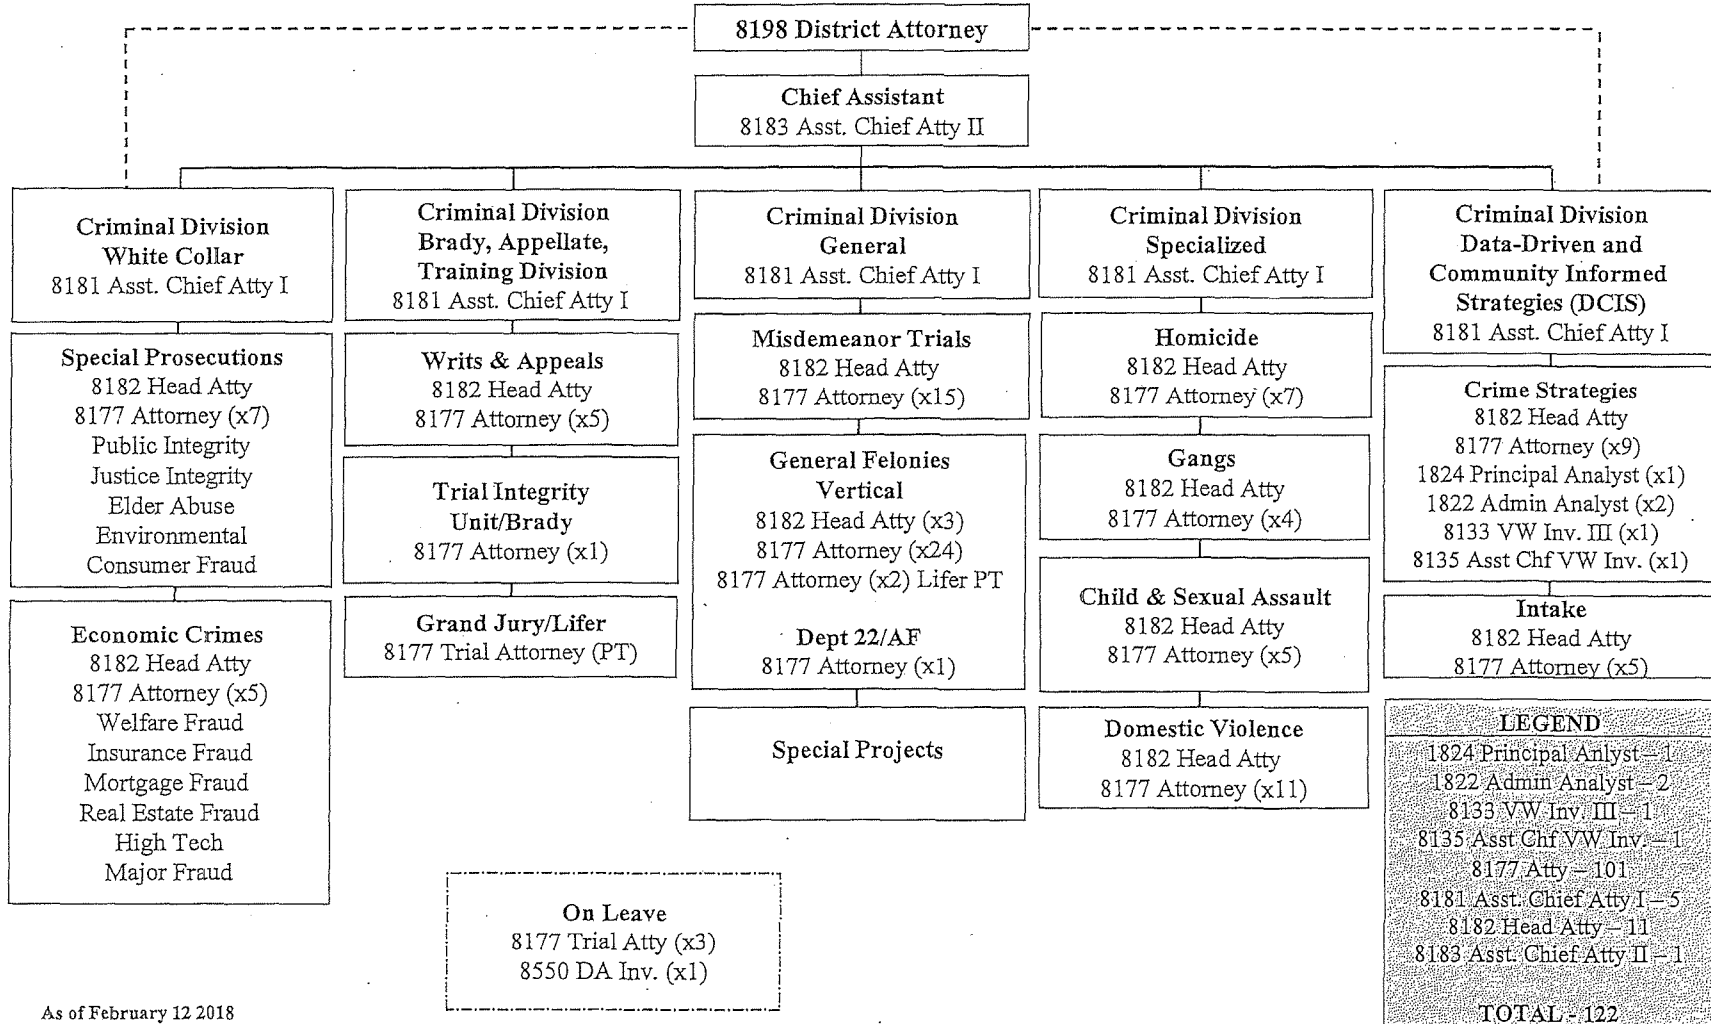 8198 District Attorney
Chief Assistant
8183 Asst. Chief Atty II
Criminal Division
White Collar
8181 Asst. Chief Atty I
Special Prosecutions
8182 Head Atty
8177 Attorney (x7)
Public Integrity
Justice Integrity
Elder Abuse
Environmental
Consumer Fraud
Economic Crimes
8182 Head Atty
8177 Attorney (x5)
Welfare Fraud
Insurance Fraud
Mortgage Fraud
Real Estate Fraud
High Tech
Major Fraud
Criminal Division
Brady, Appellate,
Training Division
8181 Asst. Chief Atty I
Writs & Appeals
8182 Head Atty
8177 Attorney (x5)
Trial Integrity
Unit/Brady
8177 Attorney (x1)
Grand Jury/Lifer
8177 Trial Attorney (PT)
Criminal Division
General
8181 Asst. Chief Atty I
Misdemeanor Trials
8182 Head Atty
8177 Attorney (x15)
General Felonies
Vertical
8182 Head Atty (x3)
8177 Attorney (x24)
8177 Attorney (x2) Lifer PT
Dept 22/AF
8177 Attorney (x1)
Special Projects
Criminal Division
Specialized
8181 Asst. Chief Atty I
Homicide
8182 Head Atty
8177 Attorney (x7)
Gangs
8182 Head Atty
8177 Attorney (x4)
Child & Sexual Assault
8182 Head Atty
8177 Attorney (x5)
Domestic Violence
8182 Head Atty
8177 Attorney (x11)
Criminal Division
Data-Driven and
Community Informed
Strategies (DCIS)
8181 Asst. Chief Atty I
Crime Strategies
8182 Head Atty
8177 Attorney (x9)
1824 Principal Analyst (x1)
1822 Admin Analyst (x2)
8133 VW Inv. III (x1)
8135 Asst Chf VW Inv. (x1)
Intake
8182 Head Atty
8177 Attorney (x5)
LEGEND
1824 Principal Anlyst – 1
1822 Admin Analyst – 2
8133 VW Inv. III – 1
8135 Asst Chf VW Inv. – 1
8177 Atty – 101
8181 Asst. Chief Atty I – 5
8182 Head Atty – 11
8183 Asst. Chief Atty II – 1
TOTAL - 122
On Leave
8177 Trial Atty (x3)
8550 DA Inv. (x1)
As of February 12 2018